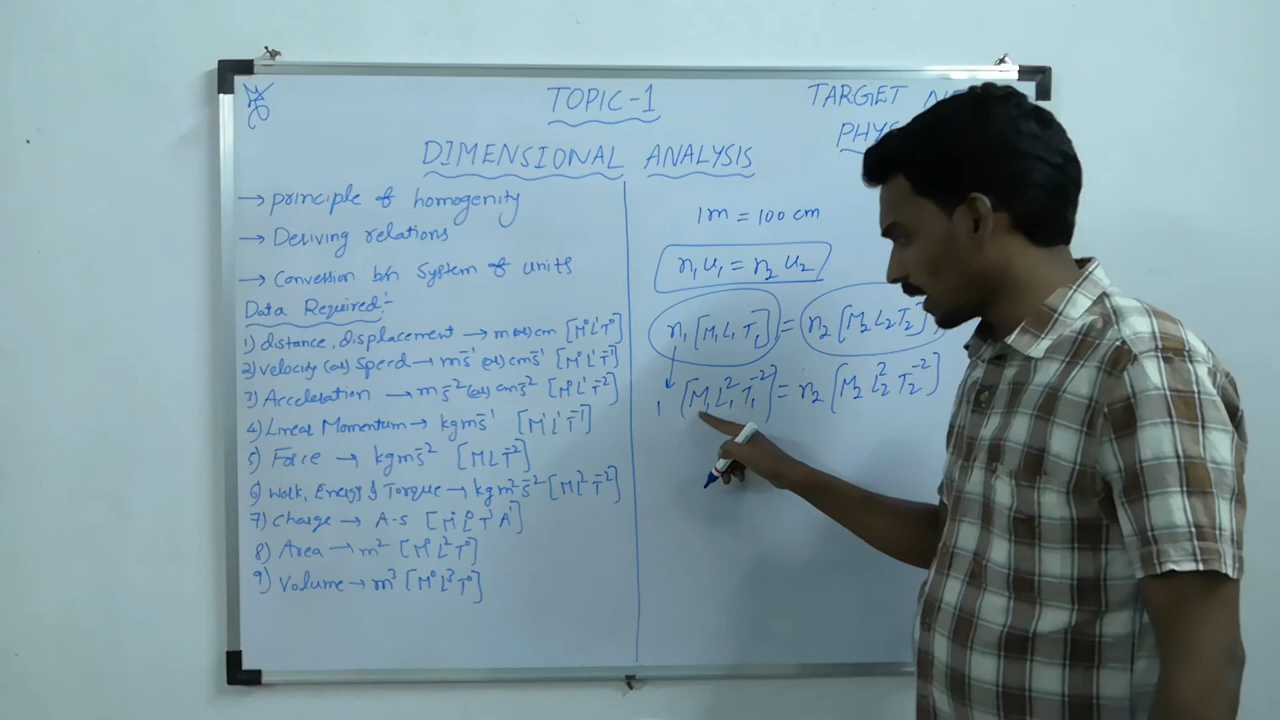 TOPIC-1
TARGET
DIMENSIONAL ANALYSIS
→ principle of homogenity
→ Deriving relations
→ Conversion b/n System of units
Data Required:-
1) distance, displacement → m (or) cm [M⁰L¹T⁰]
2) velocity (or) Speed → ms⁻¹ (or) cms⁻¹ [M⁰L¹T⁻¹]
3) Acceleration → ms⁻² (or) cms⁻² [M⁰L¹T⁻²]
4) Linear Momentum → kgms⁻¹ [M¹L¹T⁻¹]
5) Force → kgms⁻² [MLT⁻²]
6) Work, Energy & Torque → kgm²s⁻² [ML²T⁻²]
7) Charge → A-s [M⁰L⁰T¹A¹]
8) Area → m² [M⁰L²T⁰]
9) Volume → m³ [M⁰L³T⁰]
1m = 100 cm
n₁u₁ = n₂u₂
n₁[M₁L₁T₁] = n₂[M₂L₂T₂]
1 [M₁L₁²T₁⁻²] = n₂[M₂L₂²T₂⁻²]